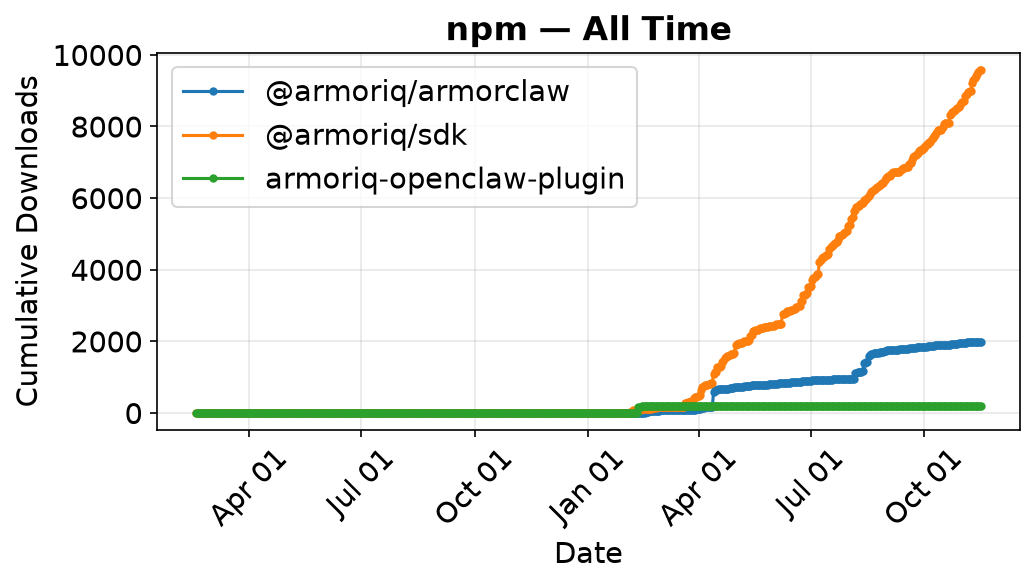 npm — All Time
10000
8000
6000
4000
2000
0
Cumulative Downloads
@armoriq/armorclaw
@armoriq/sdk
armoriq-openclaw-plugin
Apr 01
Jul 01
Oct 01
Jan 01
Apr 01
Jul 01
Oct 01
Date